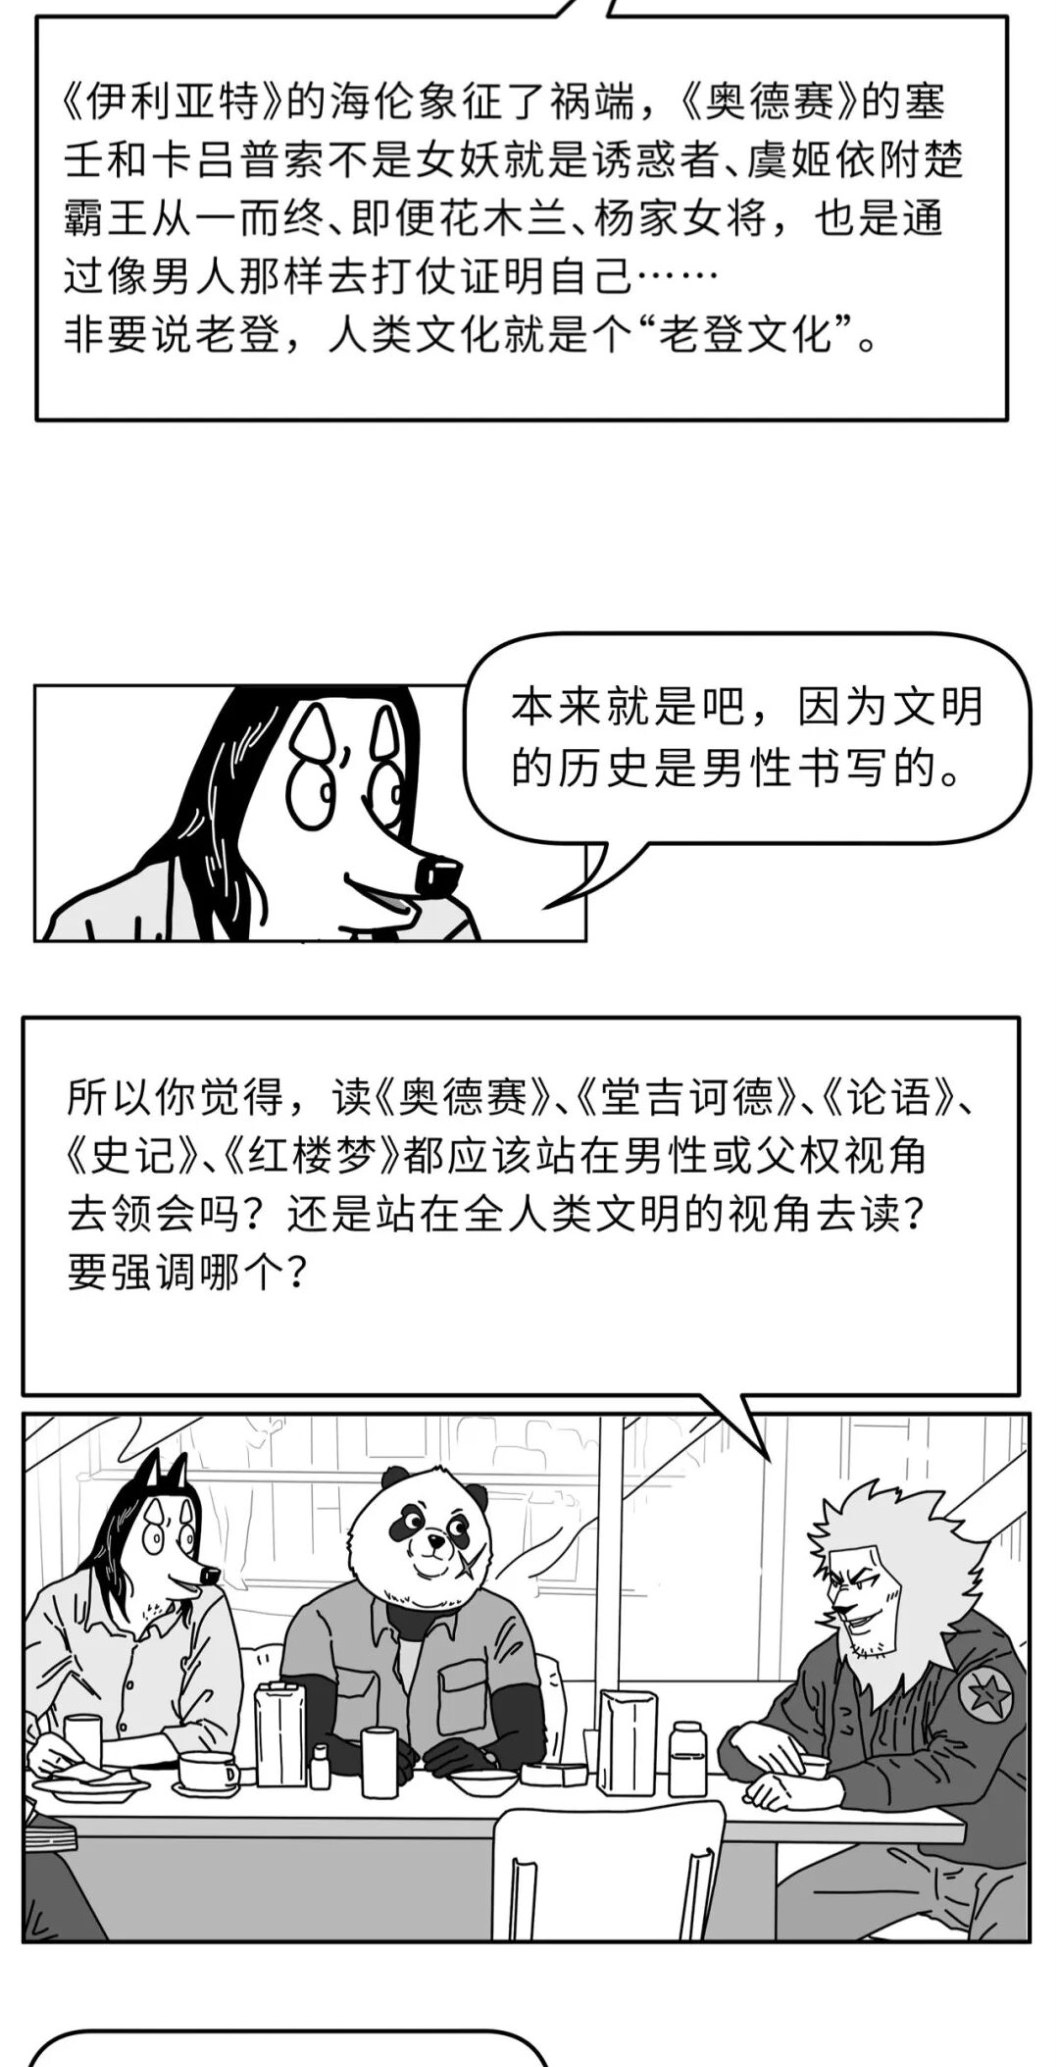 《伊利亚特》的海伦象征了祸端，《奥德赛》的塞
壬和卡吕普索不是女妖就是诱惑者、虞姬依附楚
霸王从一而终、即便花木兰、杨家女将，也是通
过像男人那样去打仗证明自己……
非要说老登，人类文化就是个“老登文化”。
本来就是吧，因为文明
的历史是男性书写的。
所以你觉得，读《奥德赛》、《堂吉诃德》、《论语》、
《史记》、《红楼梦》都应该站在男性或父权视角
去领会吗？还是站在全人类文明的视角去读？
要强调哪个？